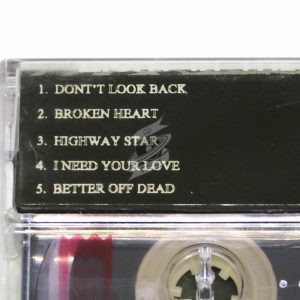 1. DONT'T LOOK BACK
2. BROKEN HEART
3. HIGHWAY STAR
4. I NEED YOUR LOVE
5. BETTER OFF DEAD